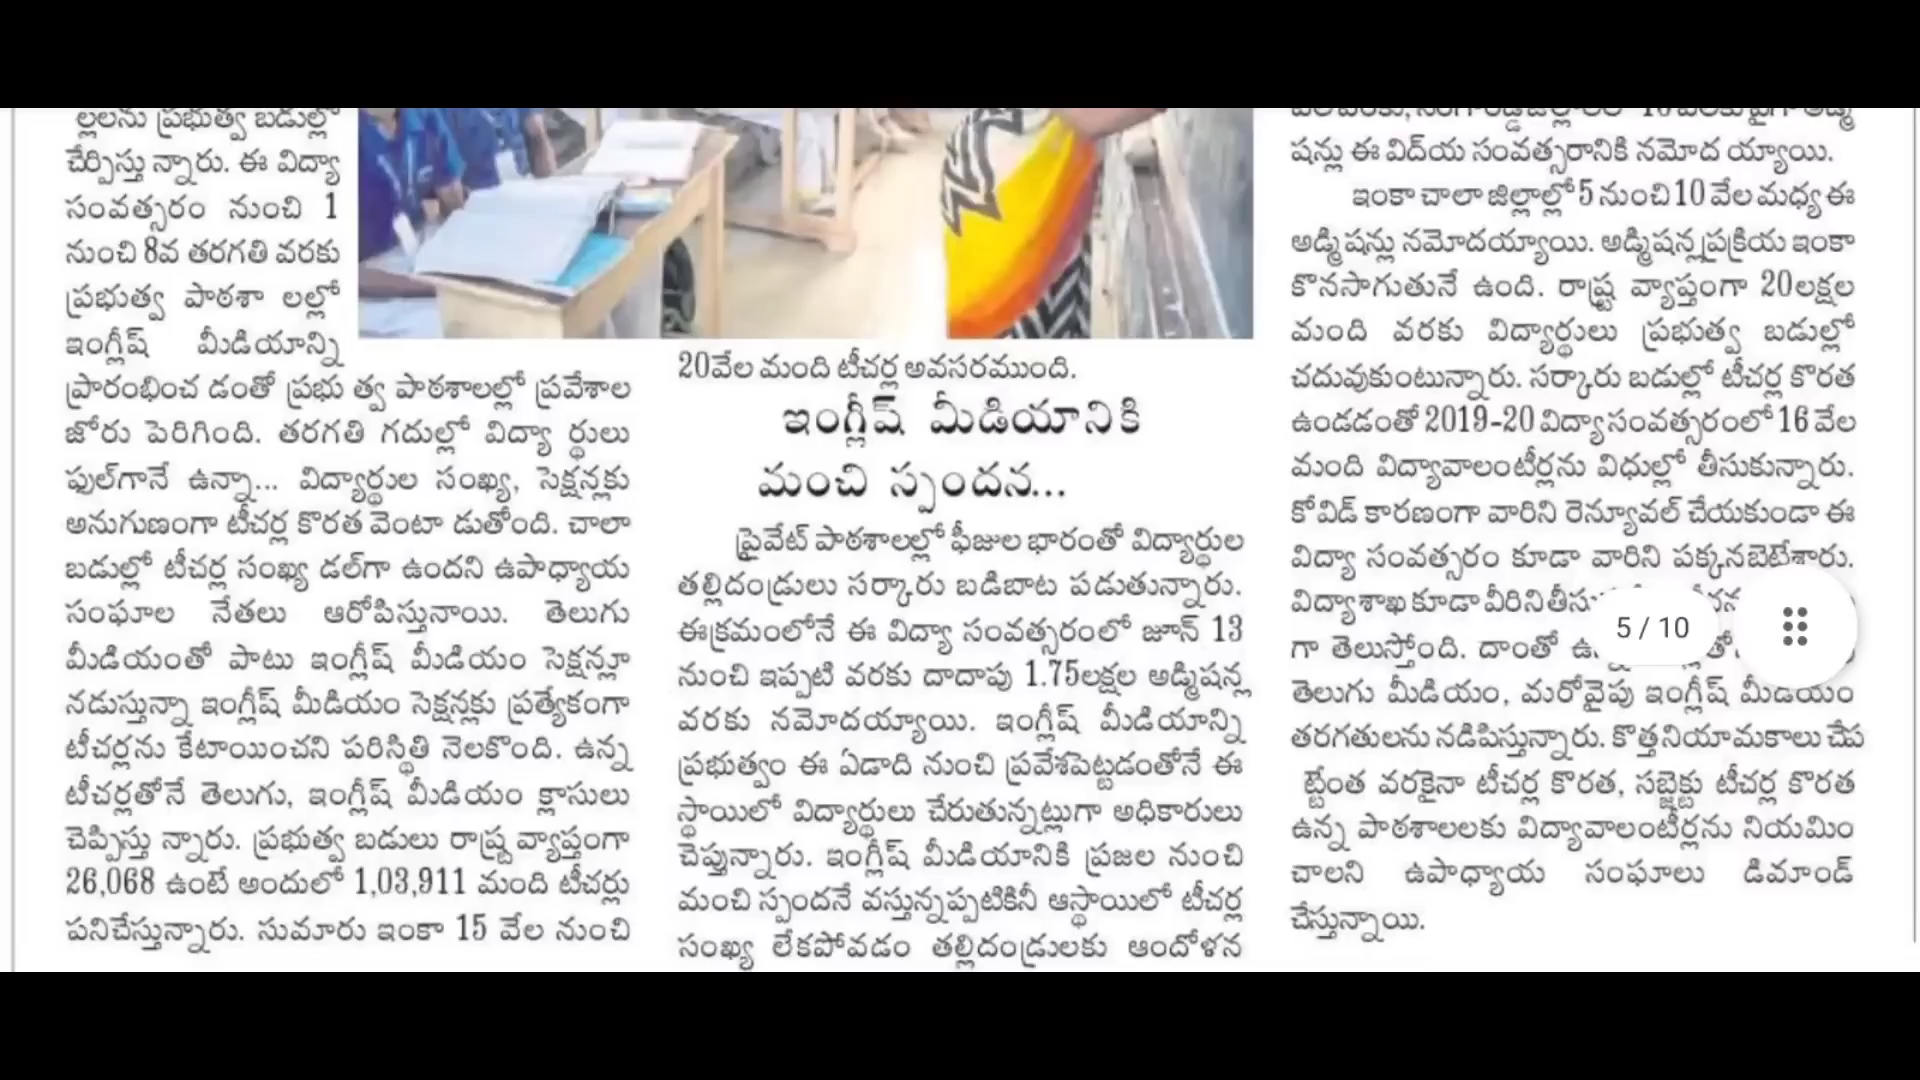 ల్లలను ప్రభుత్వ బడుల్లో
చేర్పిస్తు న్నారు. ఈ విద్యా
సంవత్సరం నుంచి 1
నుంచి 8వ తరగతి వరకు
ప్రభుత్వ పాఠశా లల్లో
ఇంగ్లీష్ మీడియాన్ని
ప్రారంభించ డంతో ప్రభు త్వ పాఠశాలల్లో ప్రవేశాల
జోరు పెరిగింది. తరగతి గదుల్లో విద్యా ర్థులు
ఫుల్‌గానే ఉన్నా... విద్యార్థుల సంఖ్య, సెక్షన్లకు
అనుగుణంగా టీచర్ల కొరత వెంటా డుతోంది. చాలా
బడుల్లో టీచర్ల సంఖ్య డల్‌గా ఉందని ఉపాధ్యాయ
సంఘాల నేతలు ఆరోపిస్తునాయి. తెలుగు
మీడియంతో పాటు ఇంగ్లీష్ మీడియం సెక్షన్లూ
నడుస్తున్నా ఇంగ్లీష్ మీడియం సెక్షన్లకు ప్రత్యేకంగా
టీచర్లను కేటాయించని పరిస్థితి నెలకొంది. ఉన్న
టీచర్లతోనే తెలుగు, ఇంగ్లీష్ మీడియం క్లాసులు
చెప్పిస్తు న్నారు. ప్రభుత్వ బడులు రాష్ట్రవ్యాప్తంగా
26,068 ఉంటే అందులో 1,03,911 మంది టీచర్లు
పనిచేస్తున్నారు. సుమారు ఇంకా 15 వేల నుంచి
20వేల మంది టీచర్ల అవసరముంది.
ఇంగ్లీష్ మీడియానికి
మంచి స్పందన...
ప్రైవేట్ పాఠశాలల్లో ఫీజుల భారంతో విద్యార్థుల
తల్లిదండ్రులు సర్కారు బడిబాట పడుతున్నారు.
ఈక్రమంలోనే ఈ విద్యా సంవత్సరంలో జూన్ 13
నుంచి ఇప్పటి వరకు దాదాపు 1.75లక్షల అడ్మిషన్ల
వరకు నమోదయ్యాయి. ఇంగ్లీష్ మీడియాన్ని
ప్రభుత్వం ఈ ఏడాది నుంచి ప్రవేశపెట్టడంతోనే ఈ
స్థాయిలో విద్యార్థులు చేరుతున్నట్లుగా అధికారులు
చెప్తున్నారు. ఇంగ్లీష్ మీడియానికి ప్రజల నుంచి
మంచి స్పందనే వస్తున్నప్పటికినీ ఆస్థాయిలో టీచర్ల
సంఖ్య లేకపోవడం తల్లిదండ్రులకు ఆందోళన
షన్లు ఈ విద్‌య సంవత్సరానికి నమోద య్యాయి.
ఇంకా చాలా జిల్లాల్లో 5 నుంచి 10 వేల మధ్య ఈ
అడ్మిషన్లు నమోదయ్యాయి. అడ్మిషన్ల ప్రక్రియ ఇంకా
కొనసాగుతునే ఉంది. రాష్ట్ర వ్యాప్తంగా 20లక్షల
మంది వరకు విద్యార్థులు ప్రభుత్వ బడుల్లో
చదువుకుంటున్నారు. సర్కారు బడుల్లో టీచర్ల కొరత
ఉండడంతో 2019-20 విద్యా సంవత్సరంలో 16 వేల
మంది విద్యావాలంటీర్లను విధుల్లో తీసుకున్నారు.
కోవిడ్ కారణంగా వారిని రెన్యూవల్ చేయకుండా ఈ
విద్యా సంవత్సరం కూడా వారిని పక్కనబెట్టేశారు.
విద్యాశాఖ కూడా వీరిని
గా తెలుస్తోంది. దాంతో
తెలుగు మీడియం, మరోవైపు ఇంగ్లీష్ మీడియం
తరగతులను నడిపిస్తున్నారు. కొత్తనియామకాలు చేప
ట్టేంత వరకైనా టీచర్ల కొరత, సబ్జెక్టు టీచర్ల కొరత
ఉన్న పాఠశాలలకు విద్యావాలంటీర్లను నియమిం
చాలని ఉపాధ్యాయ సంఘాలు డిమాండ్
చేస్తున్నాయి.
5 / 10